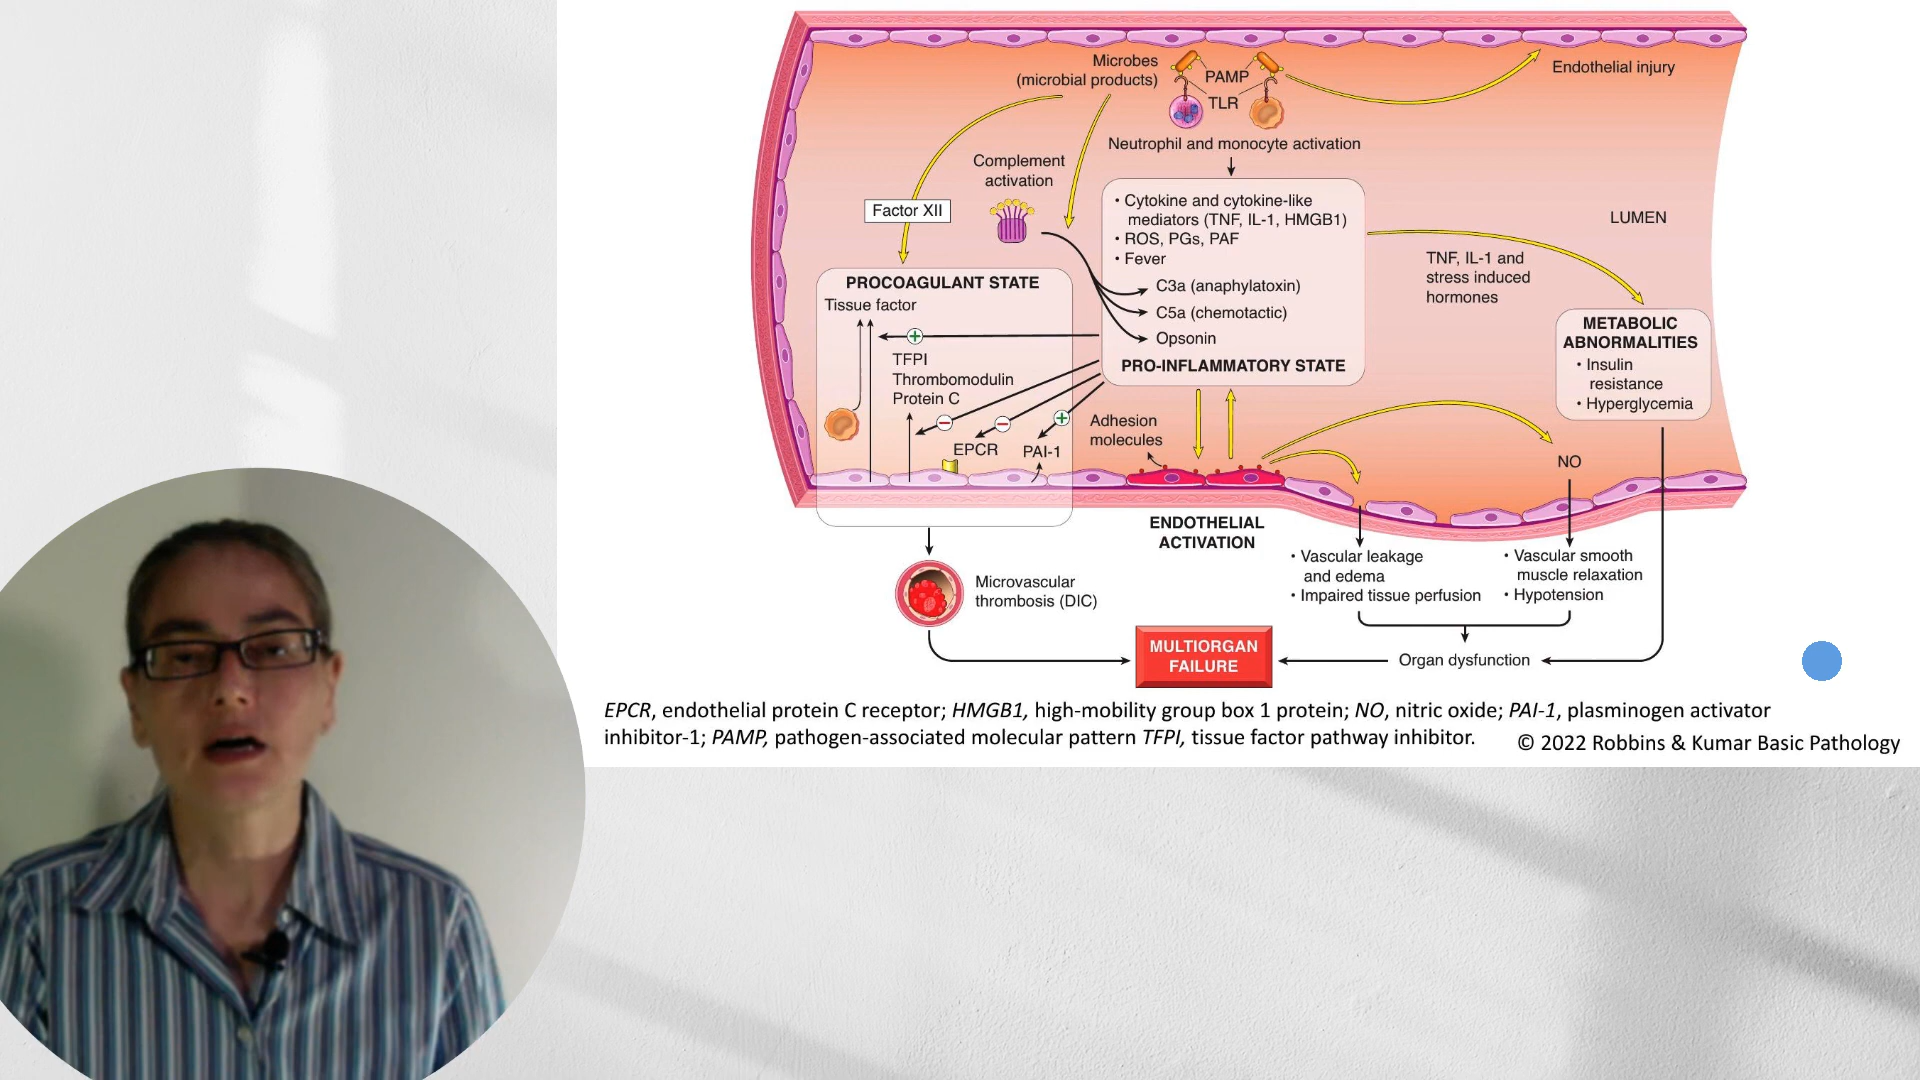 Microbes
(microbial products)
PAMP
TLR
Endothelial injury
Neutrophil and monocyte activation
Complement
activation
Factor XII
• Cytokine and cytokine-like
mediators (TNF, IL-1, HMGB1)
• ROS, PGs, PAF
• Fever
C3a (anaphylatoxin)
C5a (chemotactic)
Opsonin
PRO-INFLAMMATORY STATE
LUMEN
TNF, IL-1 and
stress induced
hormones
PROCOAGULANT STATE
Tissue factor
+
TFPI
Thrombomodulin
Protein C
−
−
+
EPCR
PAI-1
Adhesion
molecules
METABOLIC
ABNORMALITIES
• Insulin
resistance
• Hyperglycemia
NO
ENDOTHELIAL
ACTIVATION
• Vascular leakage
and edema
• Impaired tissue perfusion
• Vascular smooth
muscle relaxation
• Hypotension
Microvascular
thrombosis (DIC)
MULTIORGAN
FAILURE
Organ dysfunction
EPCR, endothelial protein C receptor; HMGB1, high-mobility group box 1 protein; NO, nitric oxide; PAI-1, plasminogen activator
inhibitor-1; PAMP, pathogen-associated molecular pattern TFPI, tissue factor pathway inhibitor.
© 2022 Robbins & Kumar Basic Pathology